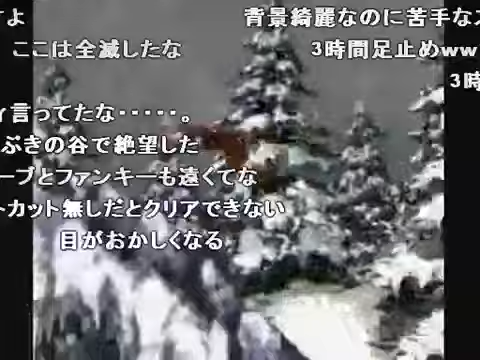 すよ
背景綺麗なのに苦手なス
ここは全滅したな
3時間足止めww
3時
ィ言ってたな・・・・・。
ぶきの谷で絶望した
ープとファンキーも遠くてな
トカット無しだとクリアできない
目がおかしくなる